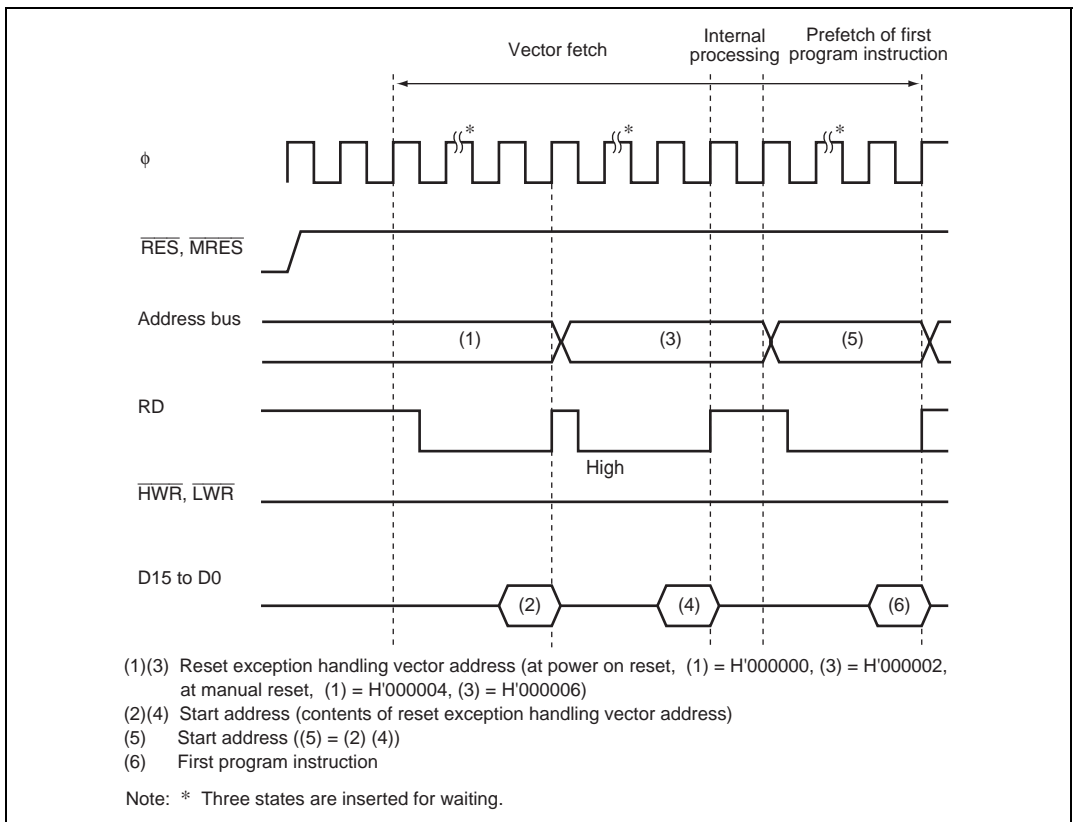 Vector fetch
Internal
processing
Prefetch of first
program instruction
*
*
*
ϕ
RES, MRES
Address bus
(1)
(3)
(5)
RD
High
HWR, LWR
D15 to D0
(2)
(4)
(6)
(1)(3) Reset exception handling vector address (at power on reset, (1) = H'000000, (3) = H'000002,
at manual reset, (1) = H'000004, (3) = H'000006)
(2)(4) Start address (contents of reset exception handling vector address)
(5) Start address ((5) = (2) (4))
(6) First program instruction
Note: * Three states are inserted for waiting.